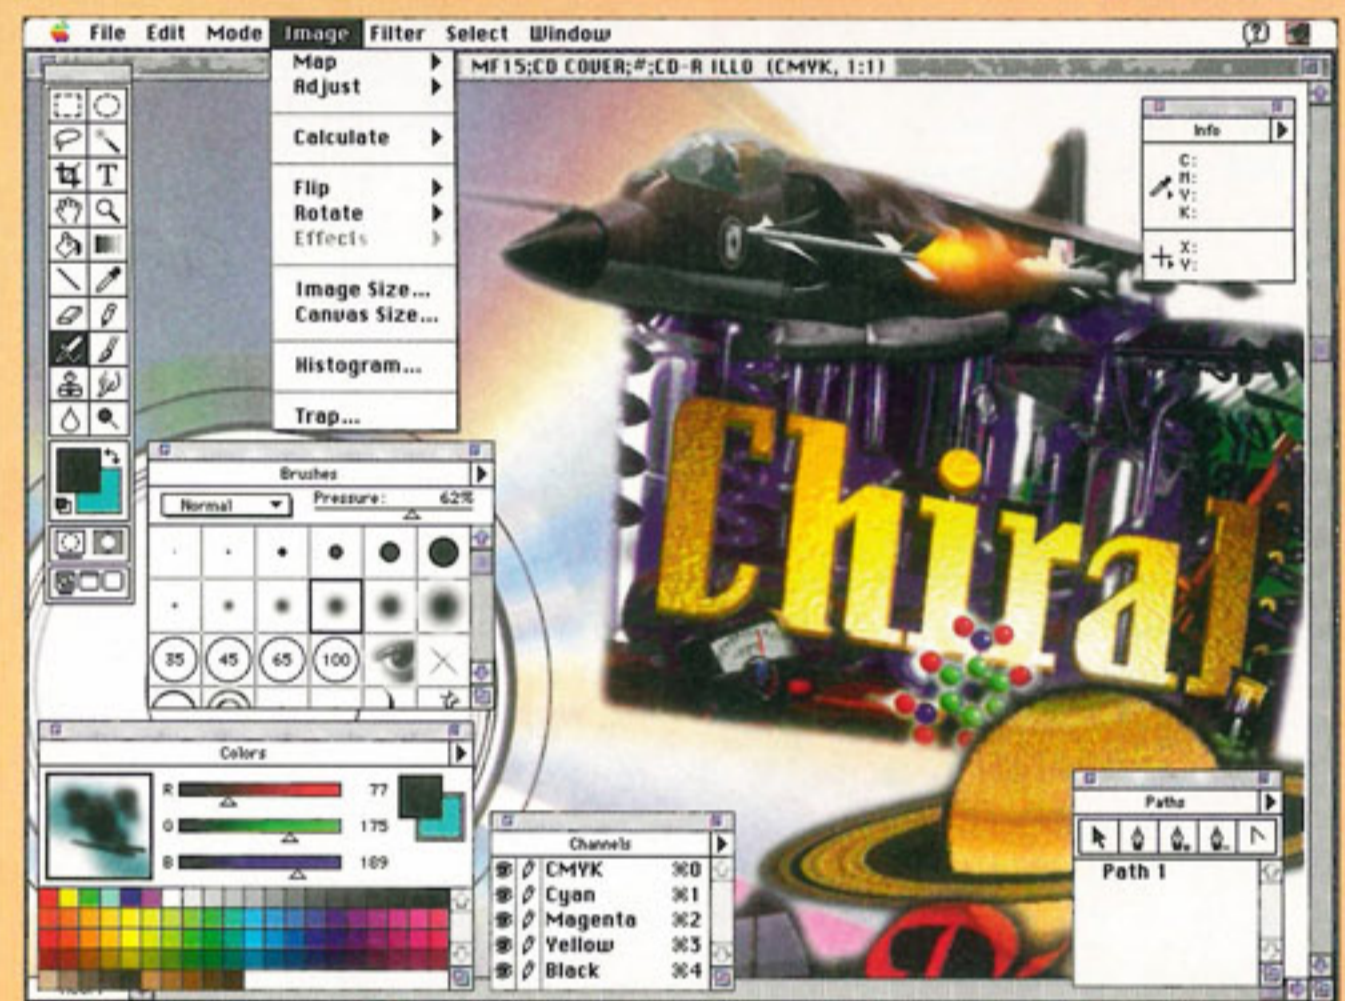 File Edit Mode Image Filter Select Window
MF15;CD COVER;#;CD-R ILLO (CMYK, 1:1)
Map
Adjust
Calculate
Flip
Rotate
Effects
Image Size...
Canvas Size...
Histogram...
Trap...
Info
C:
M:
Y:
K:
X:
Y:
Chiral
Brushes
Normal
Pressure: 62%
35 45 65 100
Colors
R 77
G 175
B 189
Channels
CMYK ⌘0
Cyan ⌘1
Magenta ⌘2
Yellow ⌘3
Black ⌘4
Paths
Path 1